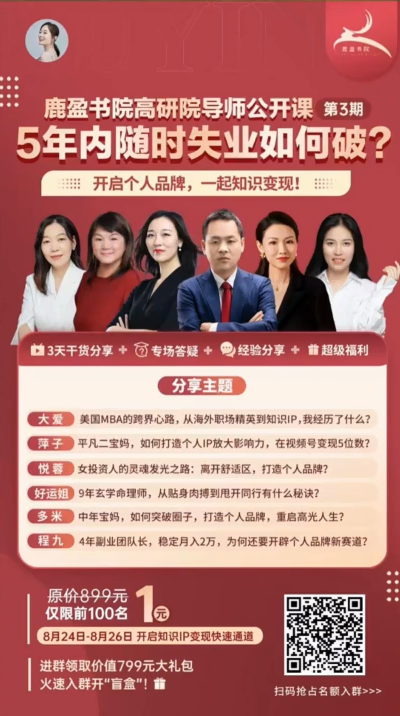 鹿盈书院
鹿盈书院高研院导师公开课 第3期
5年内随时失业如何破?
开启个人品牌,一起知识变现!
3天干货分享 + 专场答疑 + 经验分享 + 超级福利
分享主题
大爱 美国MBA的跨界心路,从海外职场精英到知识IP,我经历了什么?
萍子 平凡二宝妈,如何打造个人IP放大影响力,在视频号变现5位数?
悦蓉 女投资人的灵魂发光之路:离开舒适区,打造个人品牌?
好运姐 9年玄学命理师,从贴身肉搏到甩开同行有什么秘诀?
多米 中年宝妈,如何突破圈子,打造个人品牌,重启高光人生?
程九 4年副业团队长,稳定月入2万,为何还要开辟个人品牌新赛道?
原价899元
仅限前100名
1元
8月24日-8月26日 开启知识IP变现快速通道
进群领取价值799元大礼包
火速入群开“盲盒”!
扫码抢占名额入群>>>